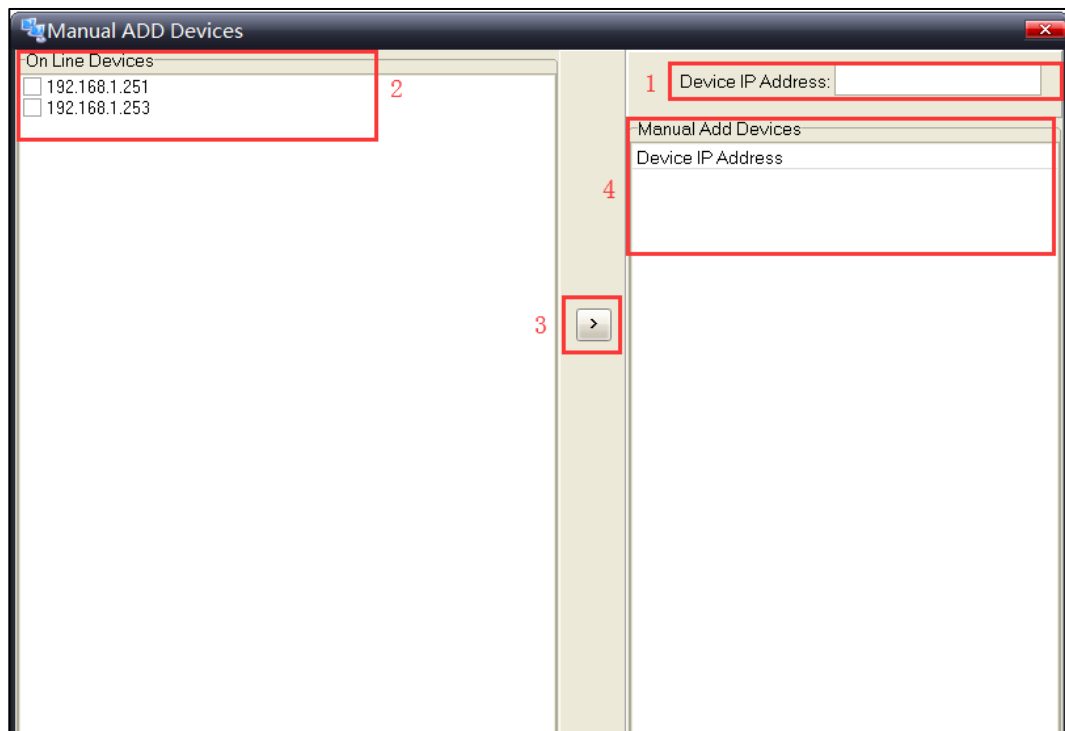 Manual ADD Devices
On Line Devices
192.168.1.251
192.168.1.253
2
1
Device IP Address:
Manual Add Devices
Device IP Address
4
3
>